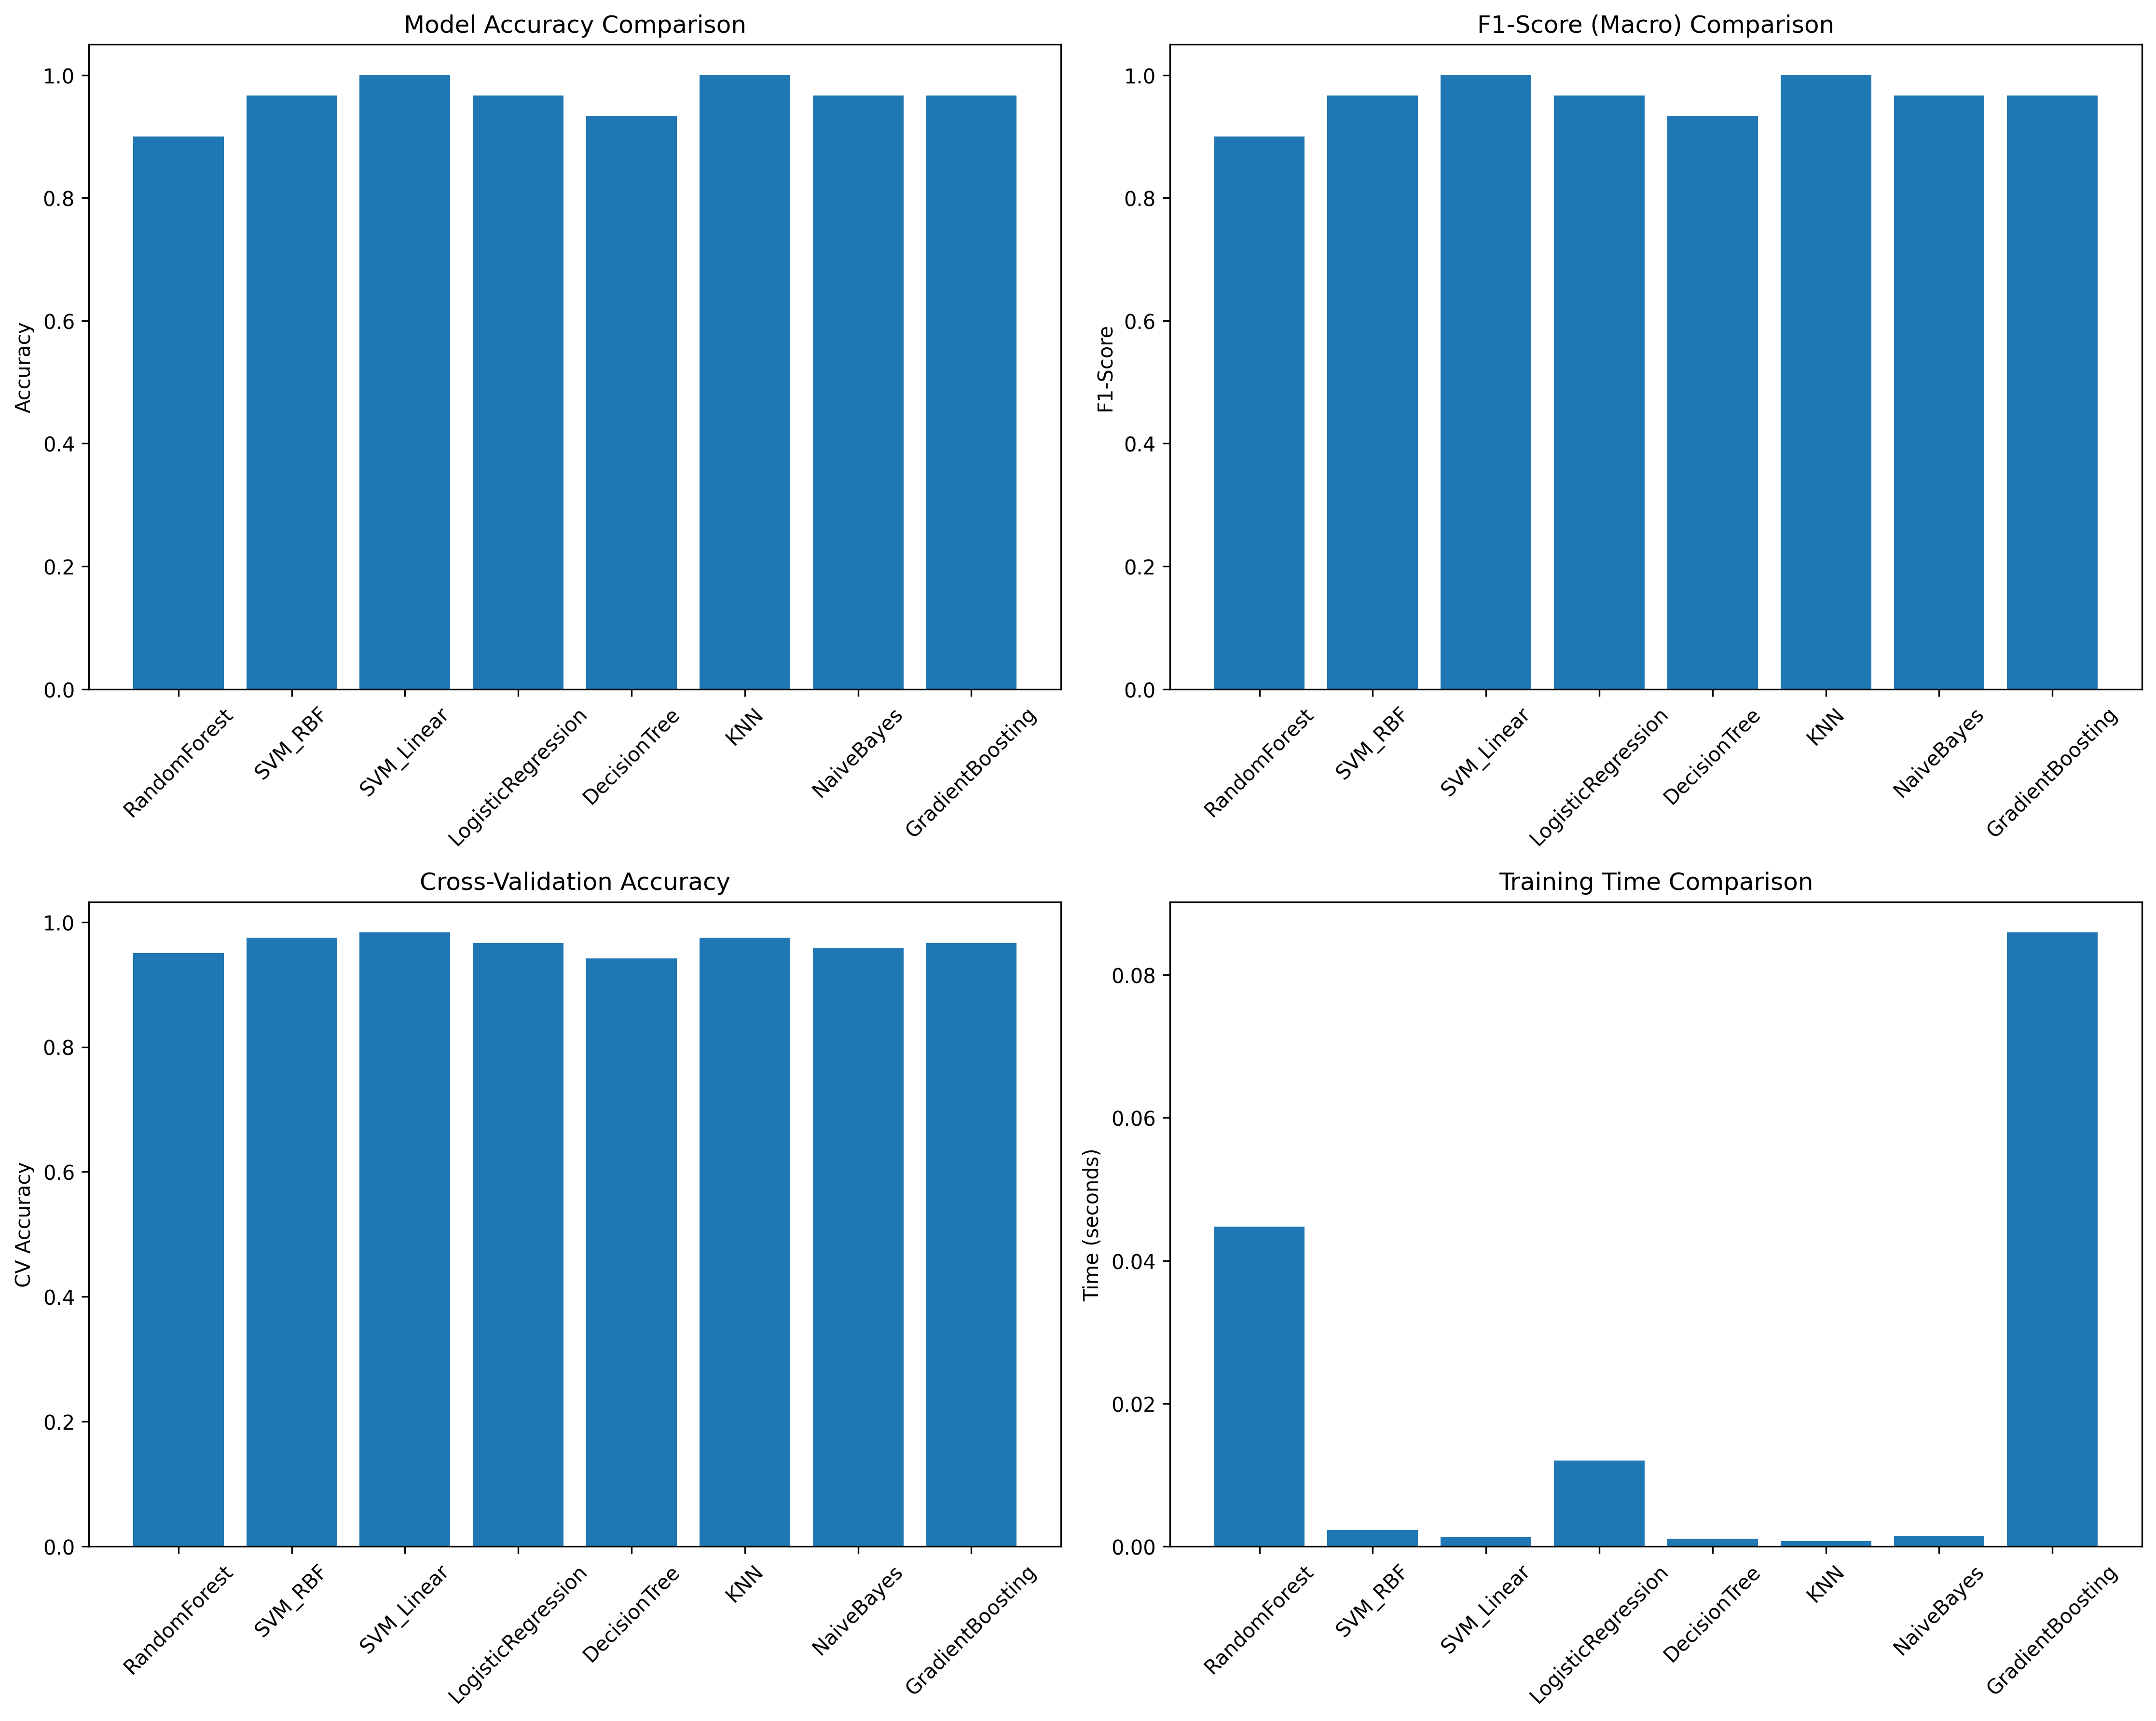 Model Accuracy Comparison
Accuracy
1.0
0.8
0.6
0.4
0.2
0.0
RandomForest
SVM_RBF
SVM_Linear
LogisticRegression
DecisionTree
KNN
NaiveBayes
GradientBoosting
F1-Score (Macro) Comparison
F1-Score
1.0
0.8
0.6
0.4
0.2
0.0
RandomForest
SVM_RBF
SVM_Linear
LogisticRegression
DecisionTree
KNN
NaiveBayes
GradientBoosting
Cross-Validation Accuracy
CV Accuracy
1.0
0.8
0.6
0.4
0.2
0.0
RandomForest
SVM_RBF
SVM_Linear
LogisticRegression
DecisionTree
KNN
NaiveBayes
GradientBoosting
Training Time Comparison
Time (seconds)
0.08
0.06
0.04
0.02
0.00
RandomForest
SVM_RBF
SVM_Linear
LogisticRegression
DecisionTree
KNN
NaiveBayes
GradientBoosting